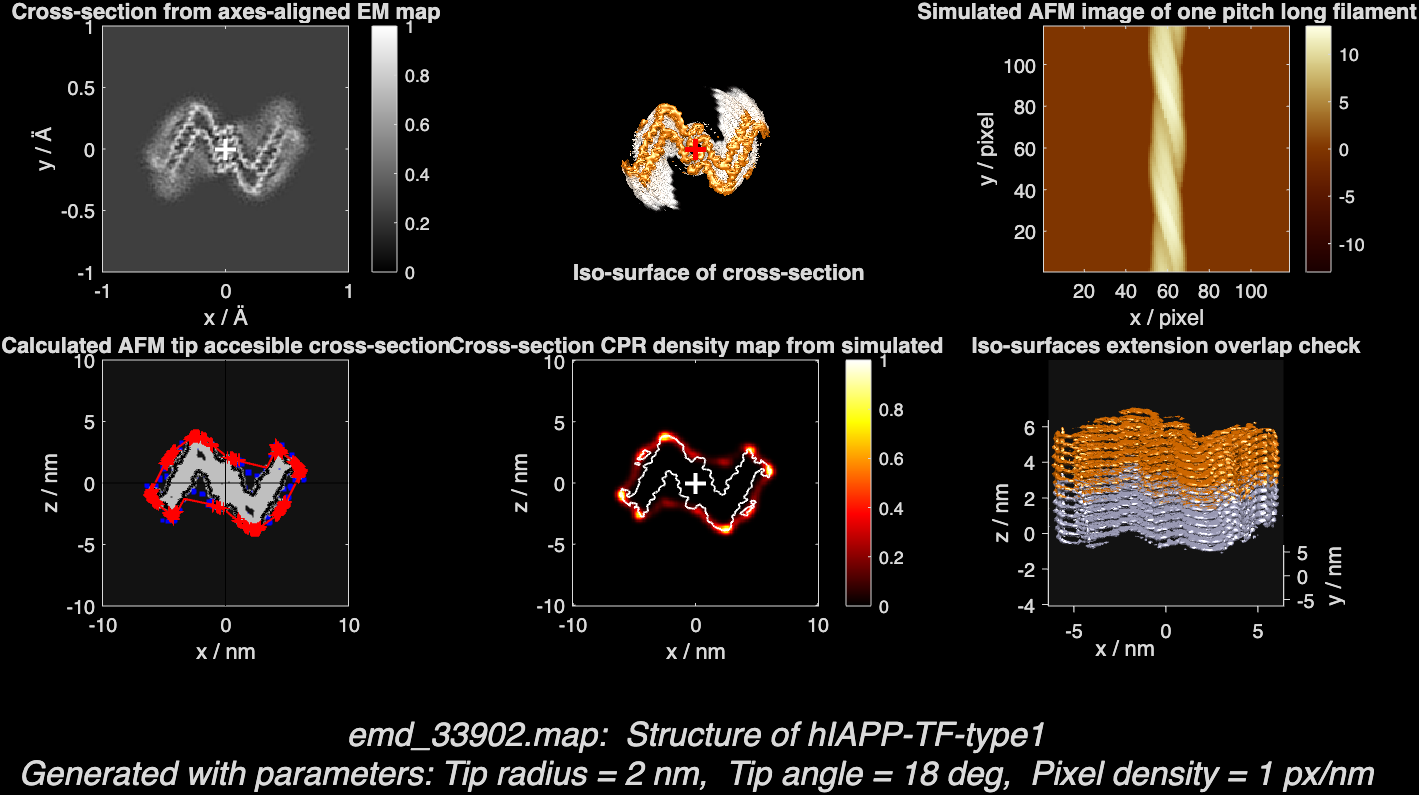 Cross-section from axes-aligned EM map
1
0.5
0
-0.5
-1
y / Ä
-1 0 1
x / Ä
1
0.8
0.6
0.4
0.2
0
Iso-surface of cross-section
Simulated AFM image of one pitch long filament
100
80
60
40
20
y / pixel
20 40 60 80 100
x / pixel
10
5
0
-5
-10
Calculated AFM tip accesible cross-section
10
5
0
-5
-10
z / nm
-10 0 10
x / nm
Cross-section CPR density map from simulated
10
5
0
-5
-10
z / nm
-10 0 10
x / nm
1
0.8
0.6
0.4
0.2
0
Iso-surfaces extension overlap check
6
4
2
0
-2
-4
z / nm
-5 0 5
x / nm
5
0
-5
y / nm
emd_33902.map: Structure of hIAPP-TF-type1
Generated with parameters: Tip radius = 2 nm, Tip angle = 18 deg, Pixel density = 1 px/nm